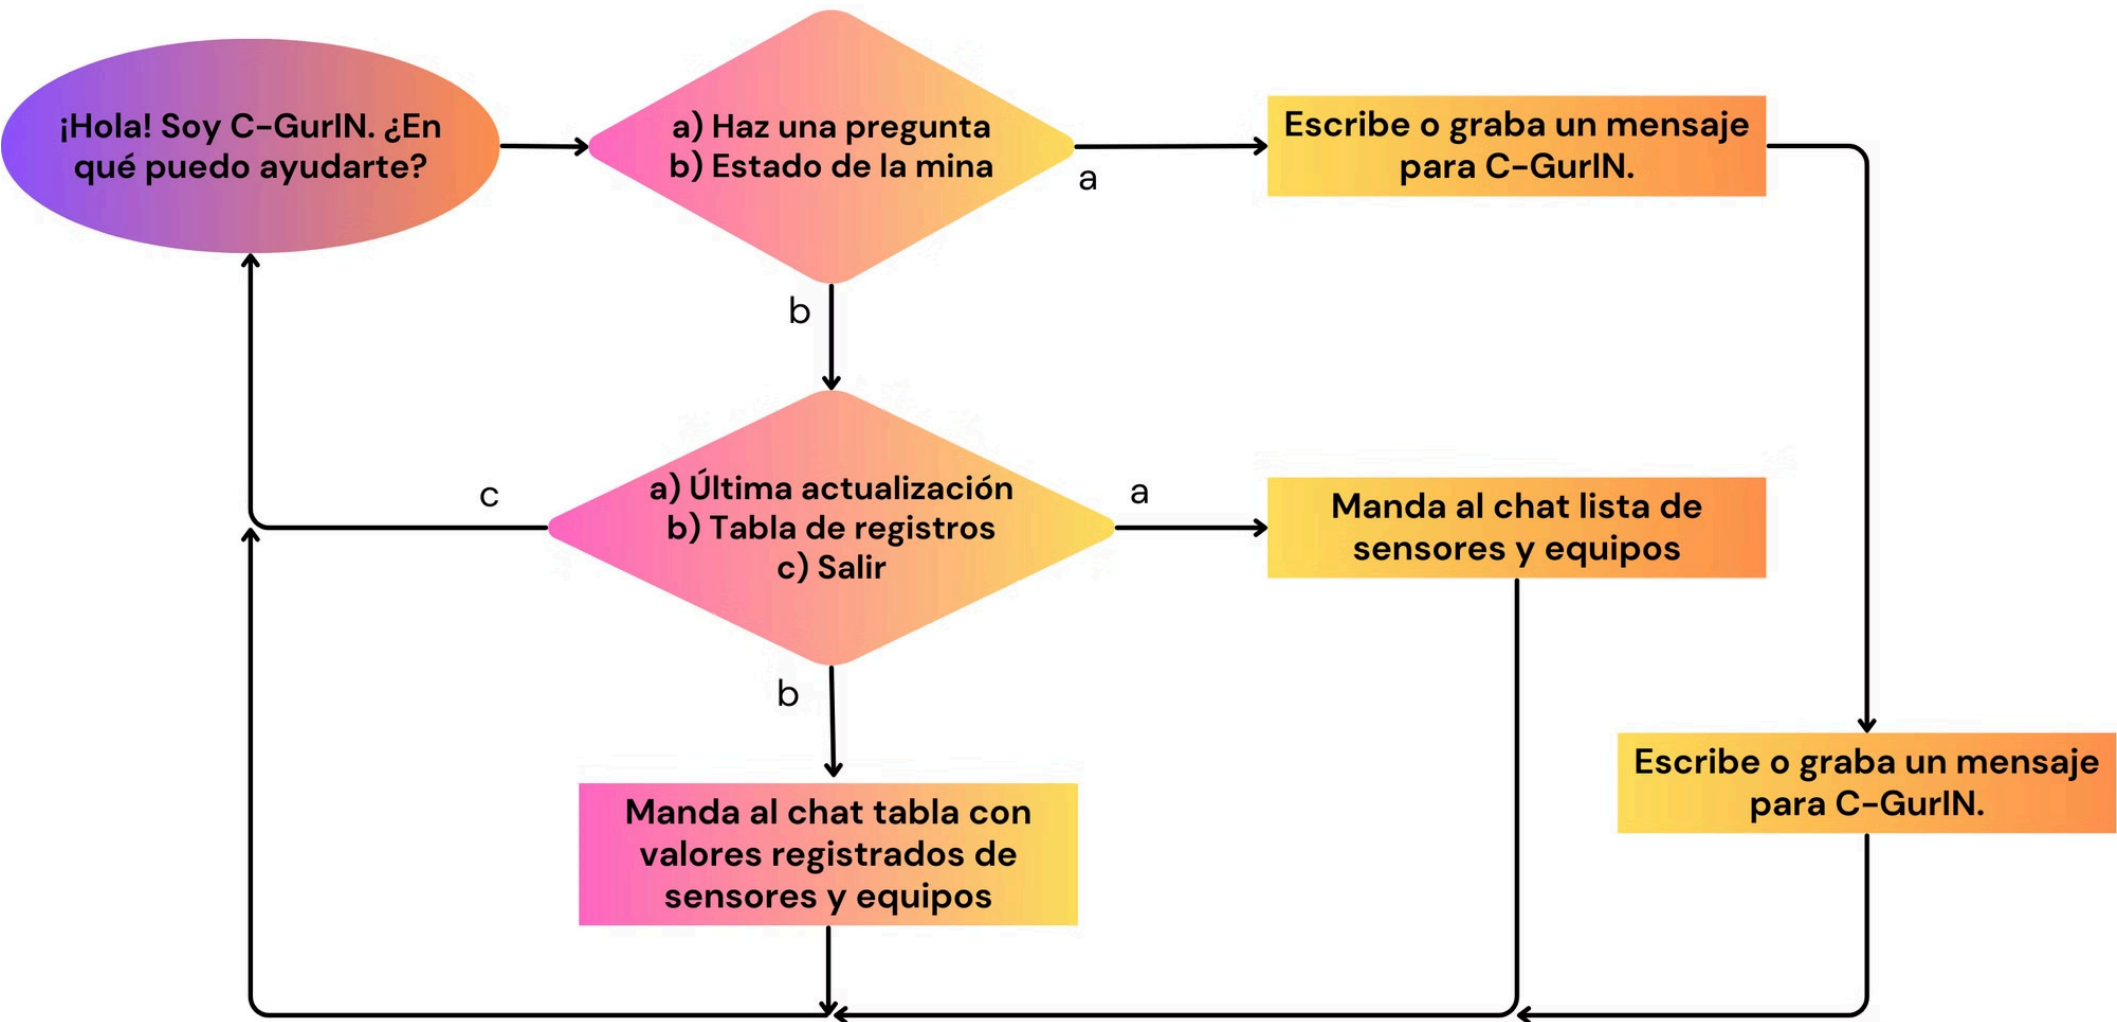 ¡Hola! Soy C-GurIN. ¿En
qué puedo ayudarte?
a) Haz una pregunta
b) Estado de la mina
a
Escribe o graba un mensaje
para C-GurIN.
b
c
a) Última actualización
b) Tabla de registros
c) Salir
a
Manda al chat lista de
sensores y equipos
b
Manda al chat tabla con
valores registrados de
sensores y equipos
Escribe o graba un mensaje
para C-GurIN.